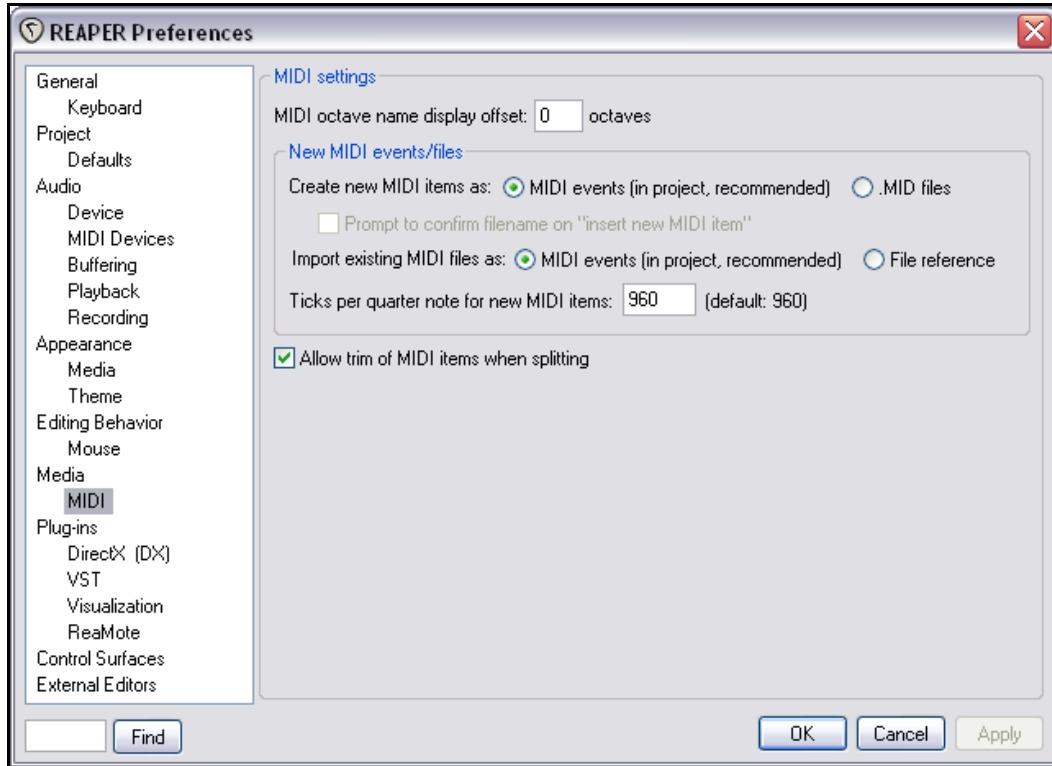 REAPER Preferences
General
Keyboard
Project
Defaults
Audio
Device
MIDI Devices
Buffering
Playback
Recording
Appearance
Media
Theme
Editing Behavior
Mouse
Media
MIDI
Plug-ins
DirectX (DX)
VST
Visualization
ReaMote
Control Surfaces
External Editors
Find
MIDI settings
MIDI octave name display offset: 0 octaves
New MIDI events/files
Create new MIDI items as: MIDI events (in project, recommended) .MID files
Prompt to confirm filename on "insert new MIDI item"
Import existing MIDI files as: MIDI events (in project, recommended) File reference
Ticks per quarter note for new MIDI items: 960 (default: 960)
Allow trim of MIDI items when splitting
OK Cancel Apply